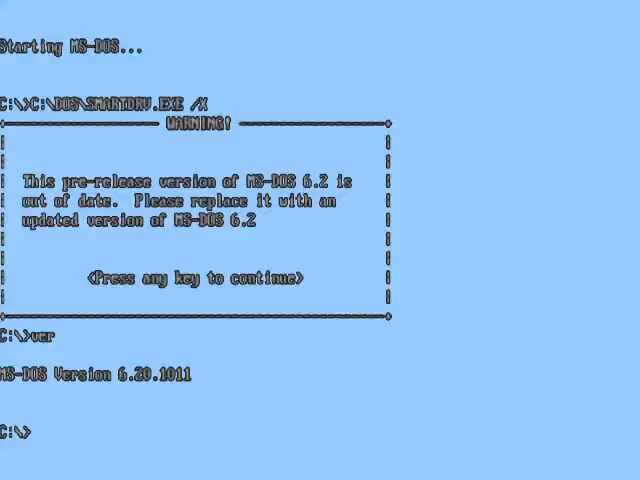 Starting MS-DOS...
C:\>C:\DOS\SMARTDRV.EXE /X
WARNING!
This pre-release version of MS-DOS 6.2 is
out of date.  Please replace it with an
updated version of MS-DOS 6.2
<Press any key to continue>
C:\>ver
MS-DOS Version 6.20.1011
C:\>